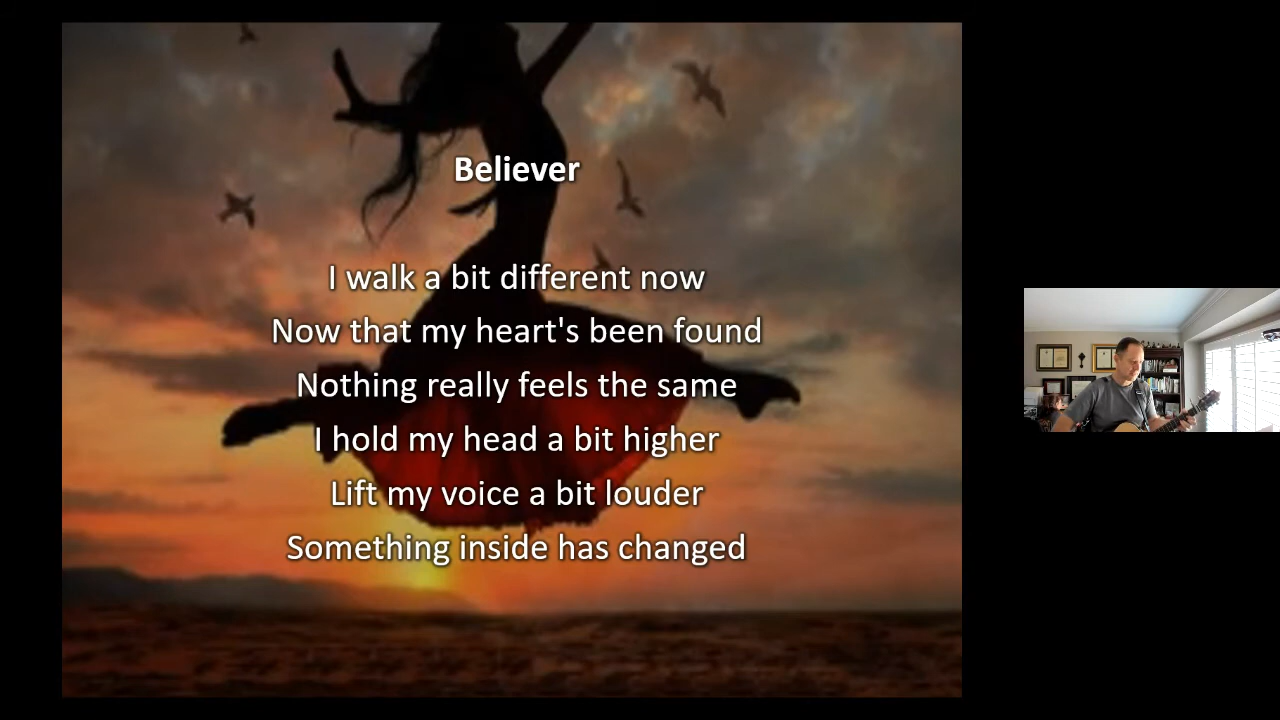 Believer
I walk a bit different now
Now that my heart's been found
Nothing really feels the same
I hold my head a bit higher
Lift my voice a bit louder
Something inside has changed